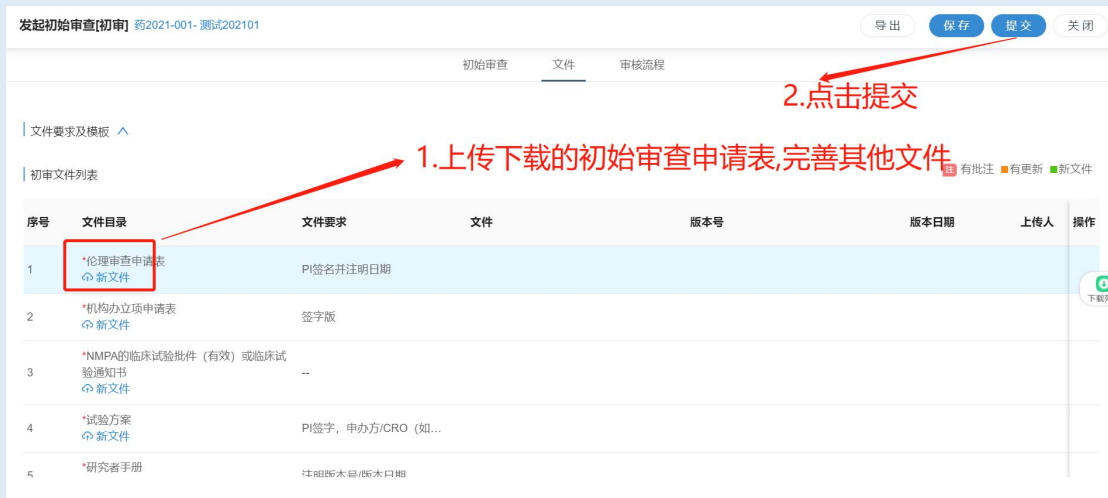 发起初始审查[初审] 药2021-001- 测试202101
导出 保存 提交 关闭
初始审查 文件 审核流程
2.点击提交
文件要求及模板
1.上传下载的初始审查申请表,完善其他文件
初审文件列表
注 有批注 有更新 新文件
序号 文件目录 文件要求 文件 版本号 版本日期 上传人 操作
1 *伦理审查申请表 PI签名并注明日期
新文件
2 *机构办立项申请表 签字版
新文件
3 *NMPA的临床试验批件(有效)或临床试
验通知书 --
新文件
4 *试验方案 PI签字,申办方/CRO(如...
新文件
5 *研究者手册 注明版本号/版本日期